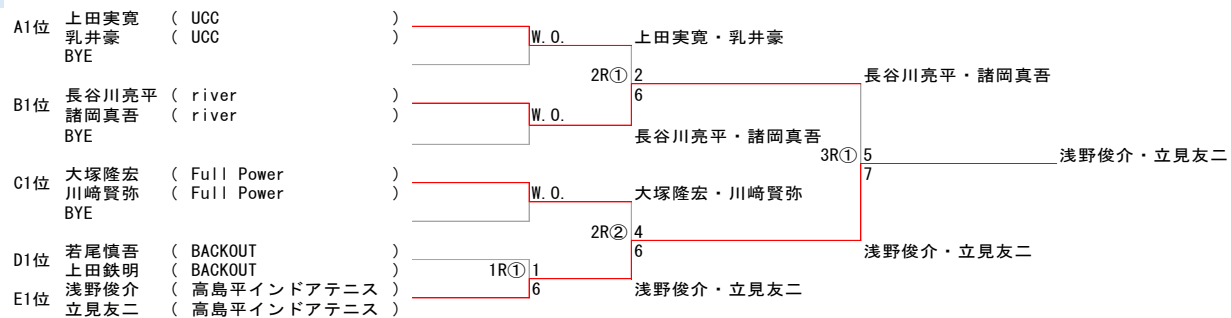 A1位 上田実寛 ( UCC )
乳井豪 ( UCC )
BYE
W.O.
上田実寛・乳井豪
2R① 2
6
長谷川亮平・諸岡真吾
B1位 長谷川亮平 ( river )
諸岡真吾 ( river )
BYE
W.O.
長谷川亮平・諸岡真吾
3R① 5
7
浅野俊介・立見友二
C1位 大塚隆宏 ( Full Power )
川﨑賢弥 ( Full Power )
BYE
W.O.
大塚隆宏・川﨑賢弥
2R② 4
6
浅野俊介・立見友二
D1位 若尾慎吾 ( BACKOUT )
上田鉄明 ( BACKOUT )
1R① 1
6
浅野俊介・立見友二
E1位 浅野俊介 ( 高島平インドアテニス )
立見友二 ( 高島平インドアテニス )